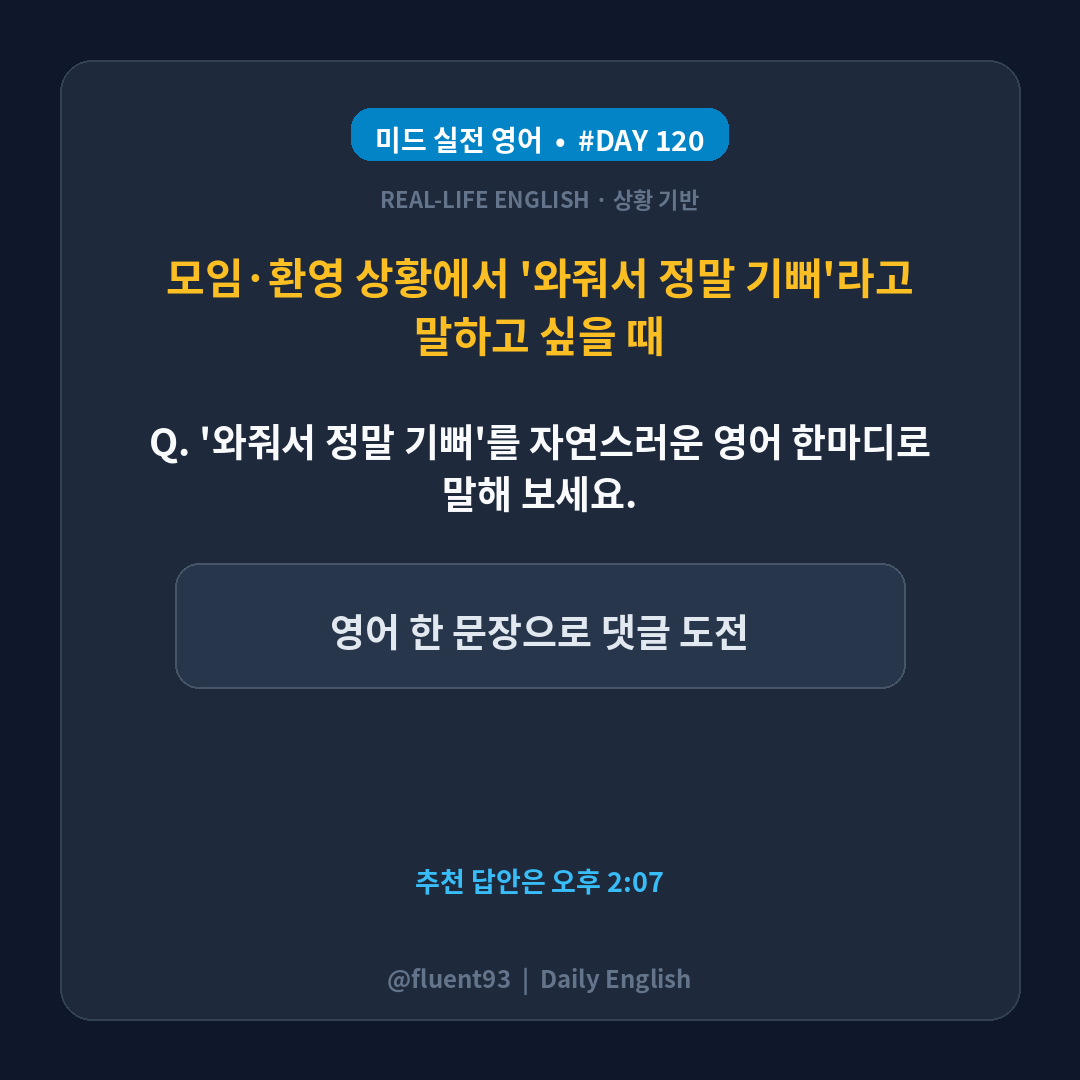 미드 실전 영어 • #DAY 120
REAL-LIFE ENGLISH · 상황 기반
모임·환영 상황에서 '와줘서 정말 기뻐'라고
말하고 싶을 때
Q. '와줘서 정말 기뻐'를 자연스러운 영어 한마디로
말해 보세요.
영어 한 문장으로 댓글 도전
추천 답안은 오후 2:07
@fluent93 | Daily English